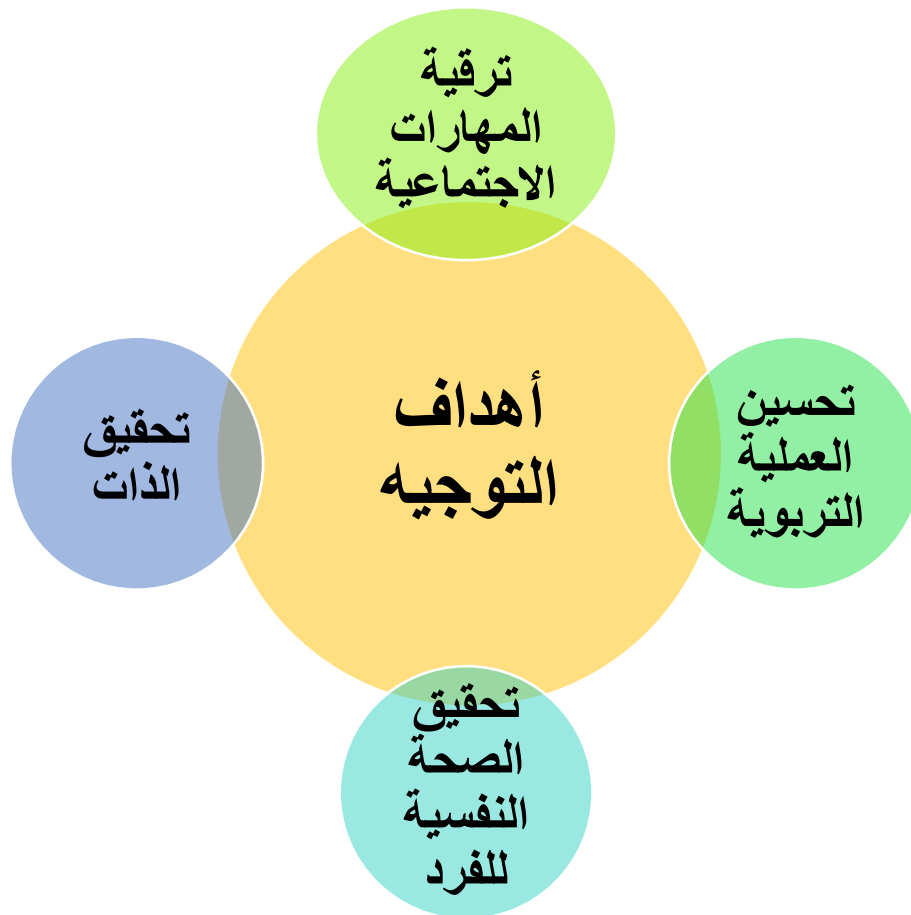 ترقية
المهارات
الاجتماعية
أهداف
التوجيه
تحسين
العملية
التربوية
تحقيق
الذات
تحقيق
الصحة
النفسية
للفرد